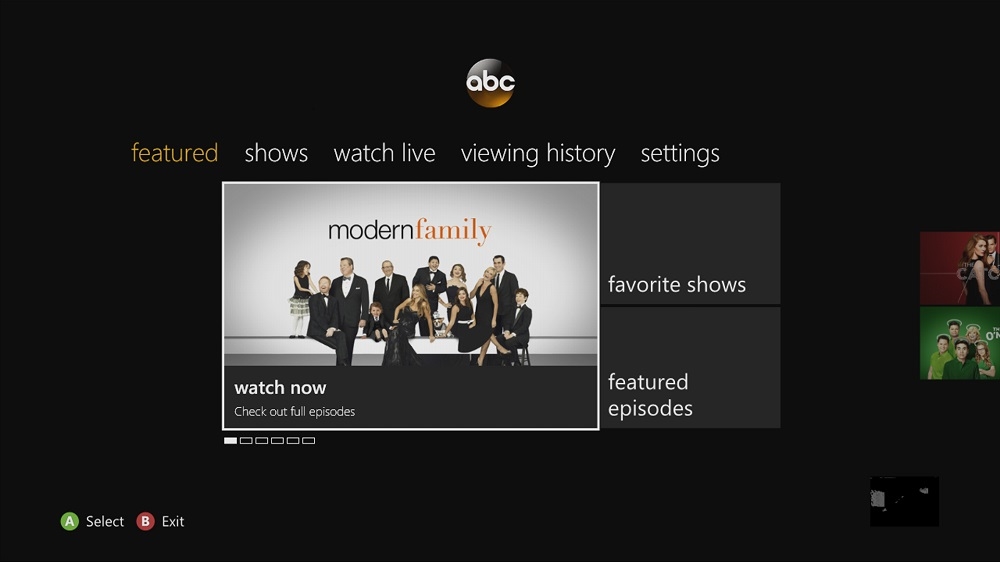 abc
featured shows watch live viewing history settings
modernfamily
watch now
Check out full episodes
favorite shows
featured
episodes
THE
A Select B Exit